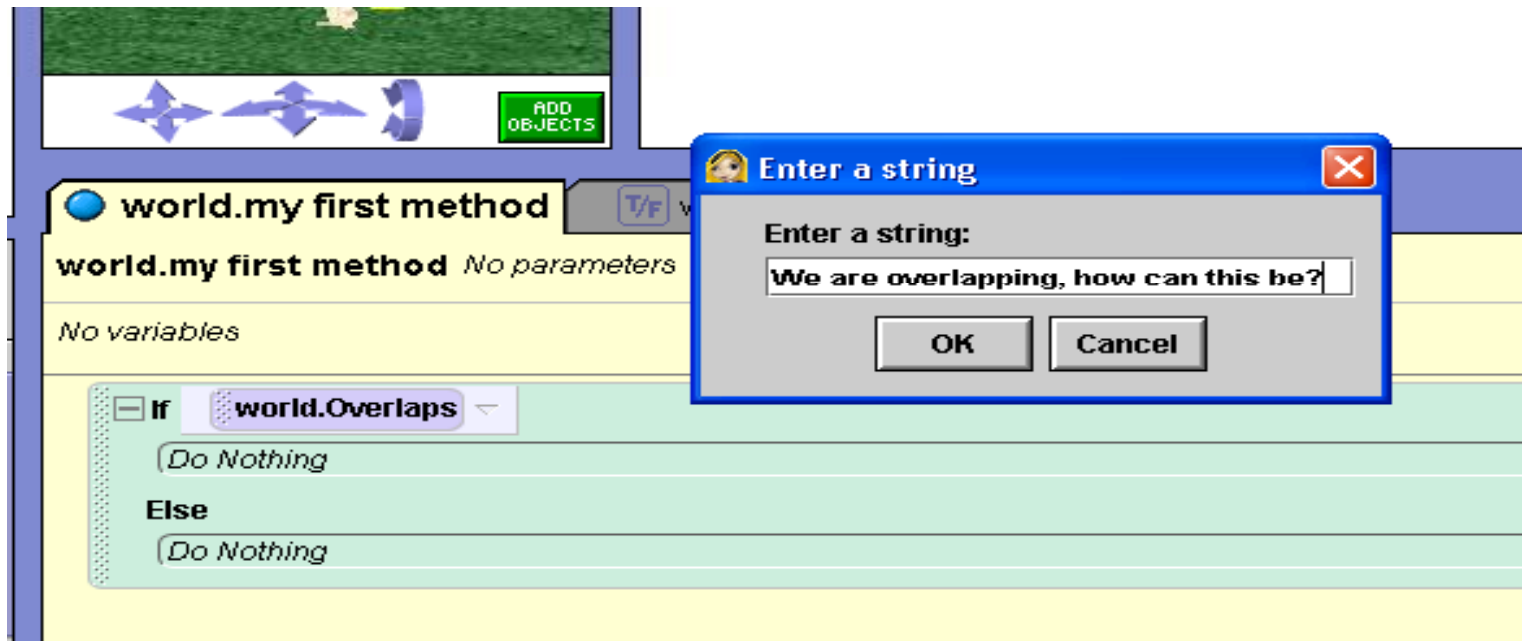 ADD
OBJECTS
Enter a string
world.my first method
T/F
Enter a string:
world.my first method No parameters
We are overlapping, how can this be?
No variables
OK Cancel
If world.Overlaps
Do Nothing
Else
Do Nothing